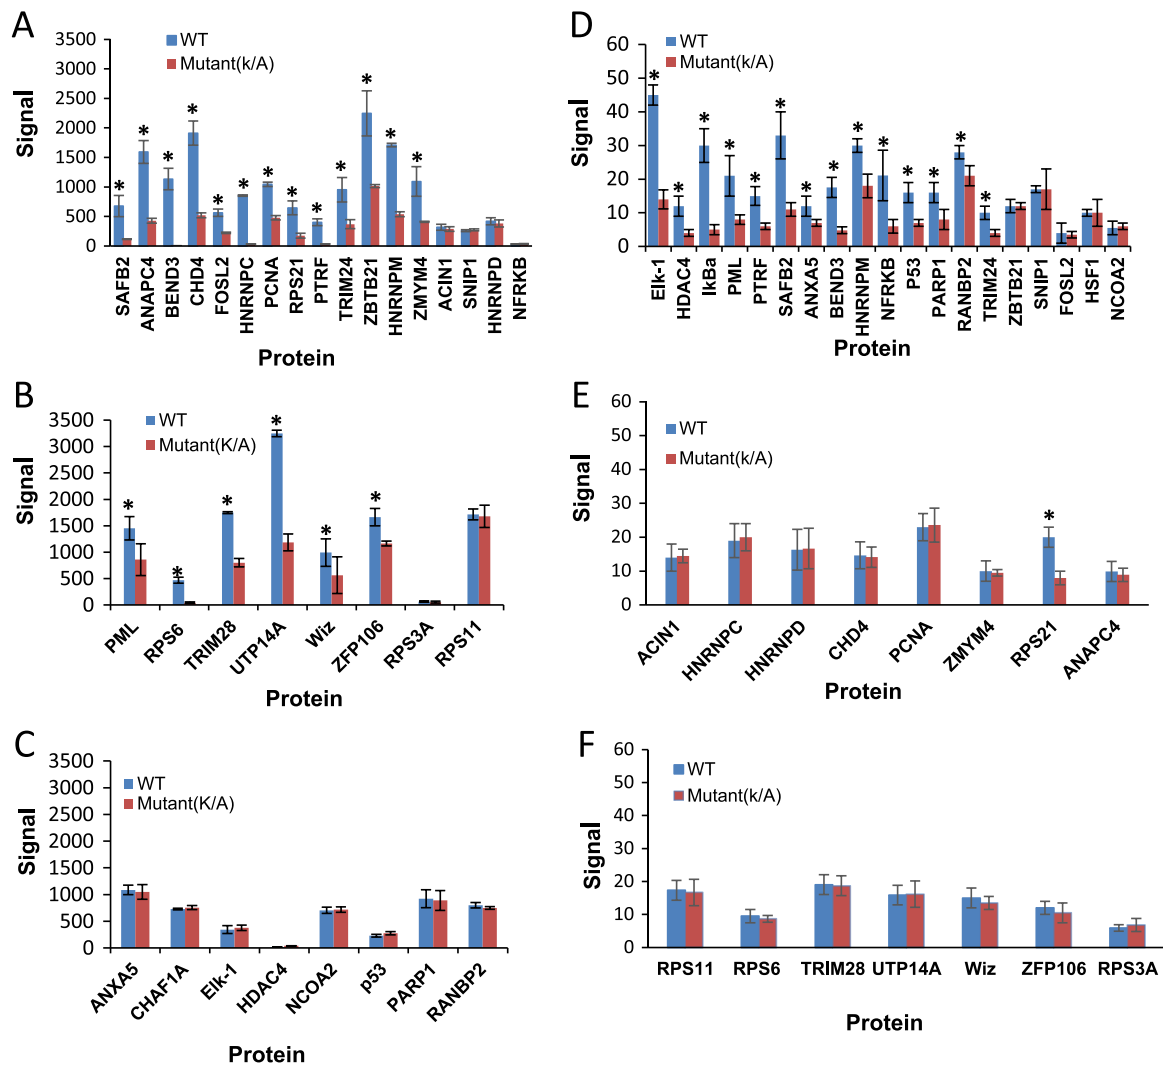 A
3500
3000
2500
2000
1500
1000
500
0
Signal
WT
Mutant(k/A)
* * * * * * * * * * * * *
SAFB2
ANAPC4
BEND3
CHD4
FOSL2
HNRNPC
PCNA
RPS21
PTRF
TRIM24
ZBTB21
HNRNPM
ZMYM4
ACIN1
SNIP1
HNRNPD
NFRKB
Protein
D
60
50
40
30
20
10
0
Signal
WT
Mutant(k/A)
* * * * * * * * * * * * * *
Elk-1
HDAC4
IkBa
PML
PTRF
SAFB2
ANXA5
BEND3
HNRNPM
NFRKB
P53
PARP1
RANBP2
TRIM24
ZBTB21
SNIP1
FOSL2
HSF1
NCOA2
Protein
B
3500
3000
2500
2000
1500
1000
500
0
Signal
WT
Mutant(K/A)
* * * * * *
PML
RPS6
TRIM28
UTP14A
Wiz
ZFP106
RPS3A
RPS11
Protein
E
60
50
40
30
20
10
0
Signal
WT
Mutant(k/A)
*
ACIN1
HNRNPC
HNRNPD
CHD4
PCNA
ZMYM4
RPS21
ANAPC4
Protein
C
3500
3000
2500
2000
1500
1000
500
0
Signal
WT
Mutant(K/A)
ANXA5
CHAF1A
Elk-1
HDAC4
NCOA2
p53
PARP1
RANBP2
Protein
F
60
50
40
30
20
10
0
Signal
WT
Mutant(k/A)
RPS11 RPS6 TRIM28 UTP14A Wiz ZFP106 RPS3A
Protein